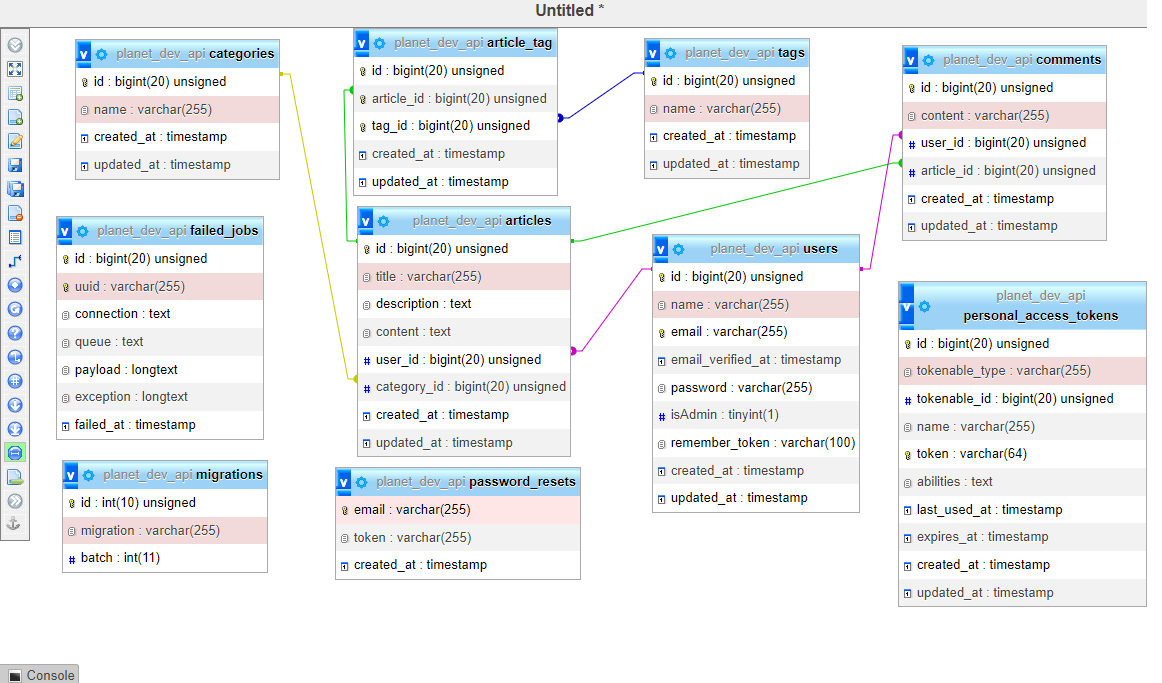 Untitled *
planet_dev_api categories
id : bigint(20) unsigned
name : varchar(255)
created_at : timestamp
updated_at : timestamp
planet_dev_api article_tag
id : bigint(20) unsigned
article_id : bigint(20) unsigned
tag_id : bigint(20) unsigned
created_at : timestamp
updated_at : timestamp
planet_dev_api tags
id : bigint(20) unsigned
name : varchar(255)
created_at : timestamp
updated_at : timestamp
planet_dev_api comments
id : bigint(20) unsigned
content : varchar(255)
user_id : bigint(20) unsigned
article_id : bigint(20) unsigned
created_at : timestamp
updated_at : timestamp
planet_dev_api failed_jobs
id : bigint(20) unsigned
uuid : varchar(255)
connection : text
queue : text
payload : longtext
exception : longtext
failed_at : timestamp
planet_dev_api articles
id : bigint(20) unsigned
title : varchar(255)
description : text
content : text
user_id : bigint(20) unsigned
category_id : bigint(20) unsigned
created_at : timestamp
updated_at : timestamp
planet_dev_api users
id : bigint(20) unsigned
name : varchar(255)
email : varchar(255)
email_verified_at : timestamp
password : varchar(255)
isAdmin : tinyint(1)
remember_token : varchar(100)
created_at : timestamp
updated_at : timestamp
planet_dev_api
personal_access_tokens
id : bigint(20) unsigned
tokenable_type : varchar(255)
tokenable_id : bigint(20) unsigned
name : varchar(255)
token : varchar(64)
abilities : text
last_used_at : timestamp
expires_at : timestamp
created_at : timestamp
updated_at : timestamp
planet_dev_api migrations
id : int(10) unsigned
migration : varchar(255)
batch : int(11)
planet_dev_api password_resets
email : varchar(255)
token : varchar(255)
created_at : timestamp
Console